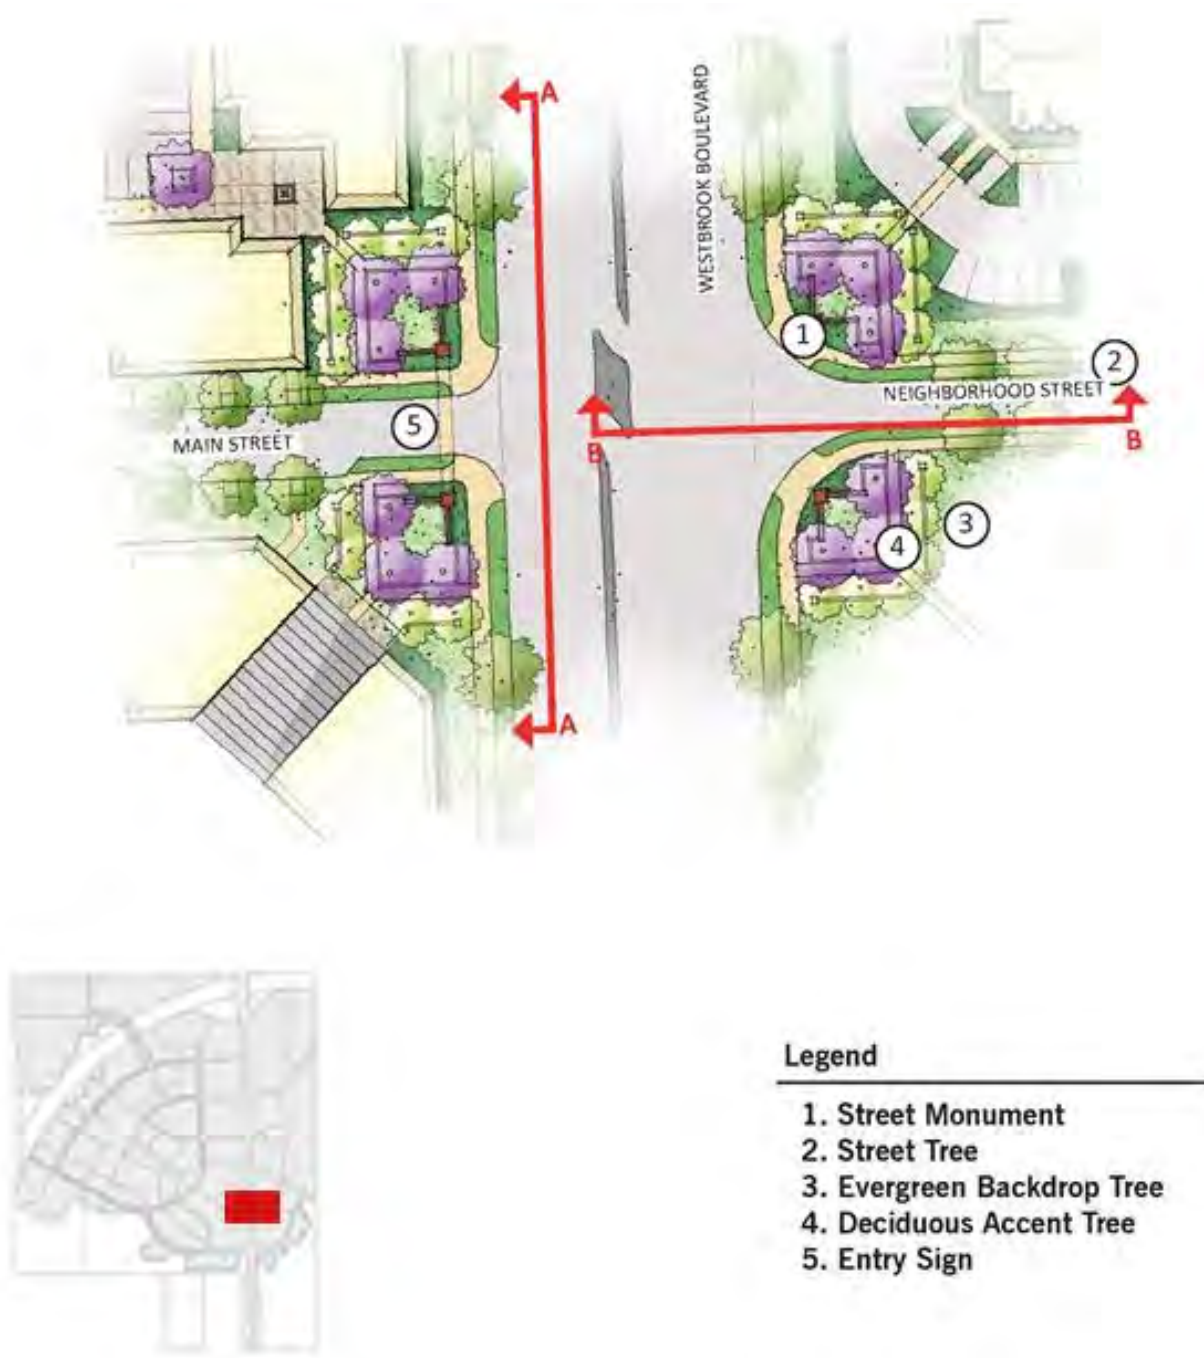 A
WESTBROOK BOULEVARD
1
2
NEIGHBORHOOD STREET
5
MAIN STREET
B
B
3
4
A
Legend
1. Street Monument
2. Street Tree
3. Evergreen Backdrop Tree
4. Deciduous Accent Tree
5. Entry Sign